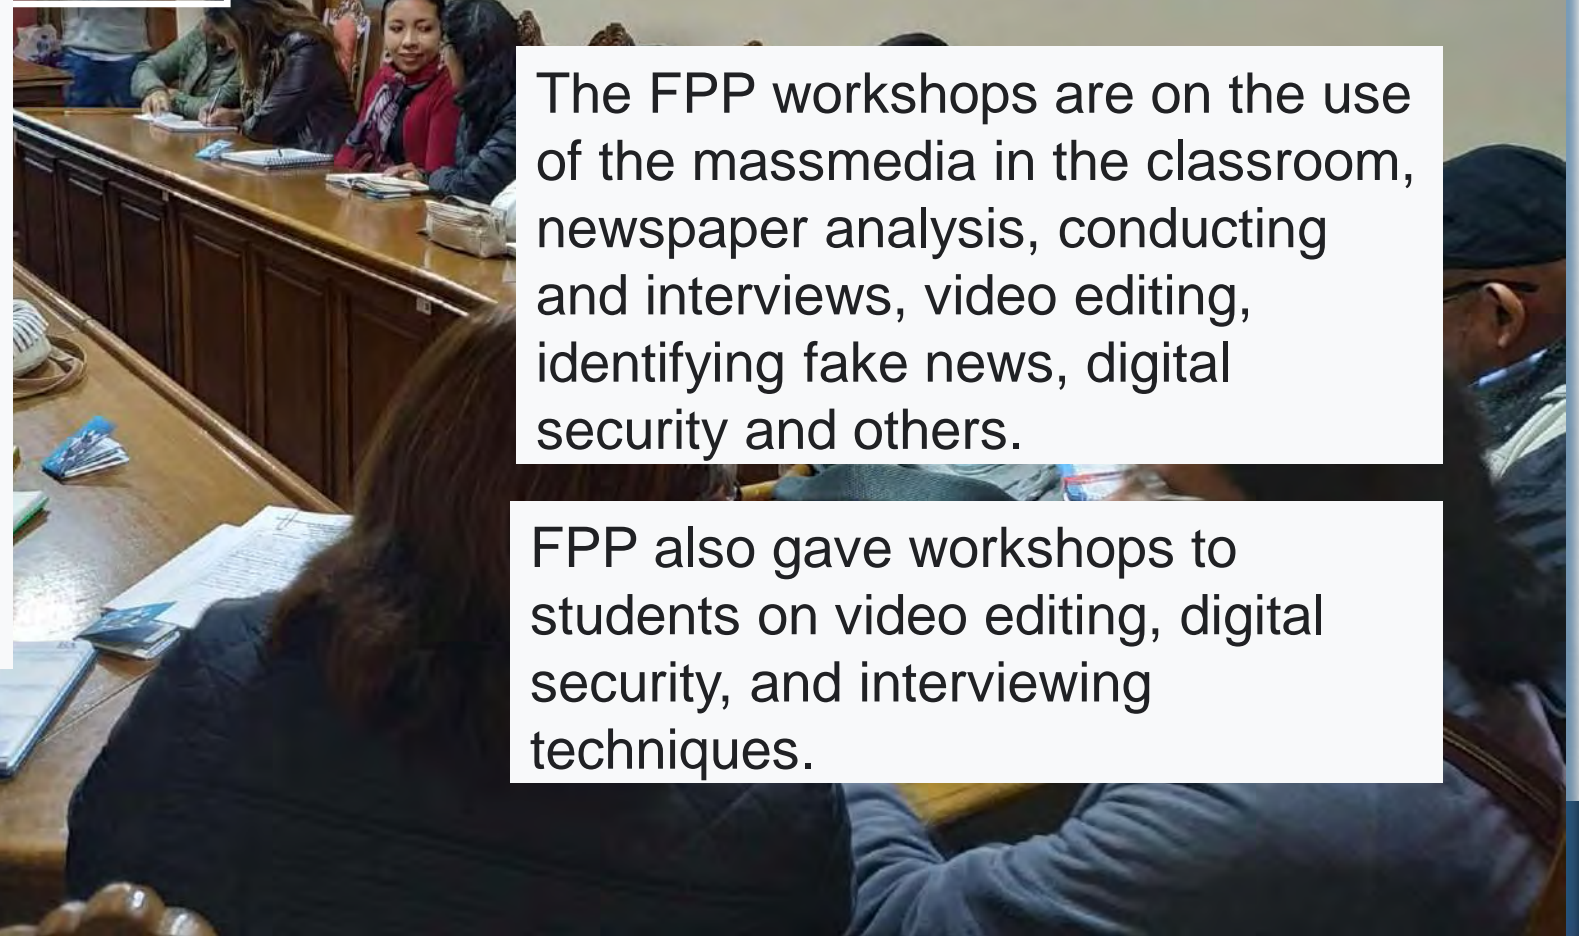 The FPP workshops are on the use
of the massmedia in the classroom,
newspaper analysis, conducting
and interviews, video editing,
identifying fake news, digital
security and others.
FPP also gave workshops to
students on video editing, digital
security, and interviewing
techniques.